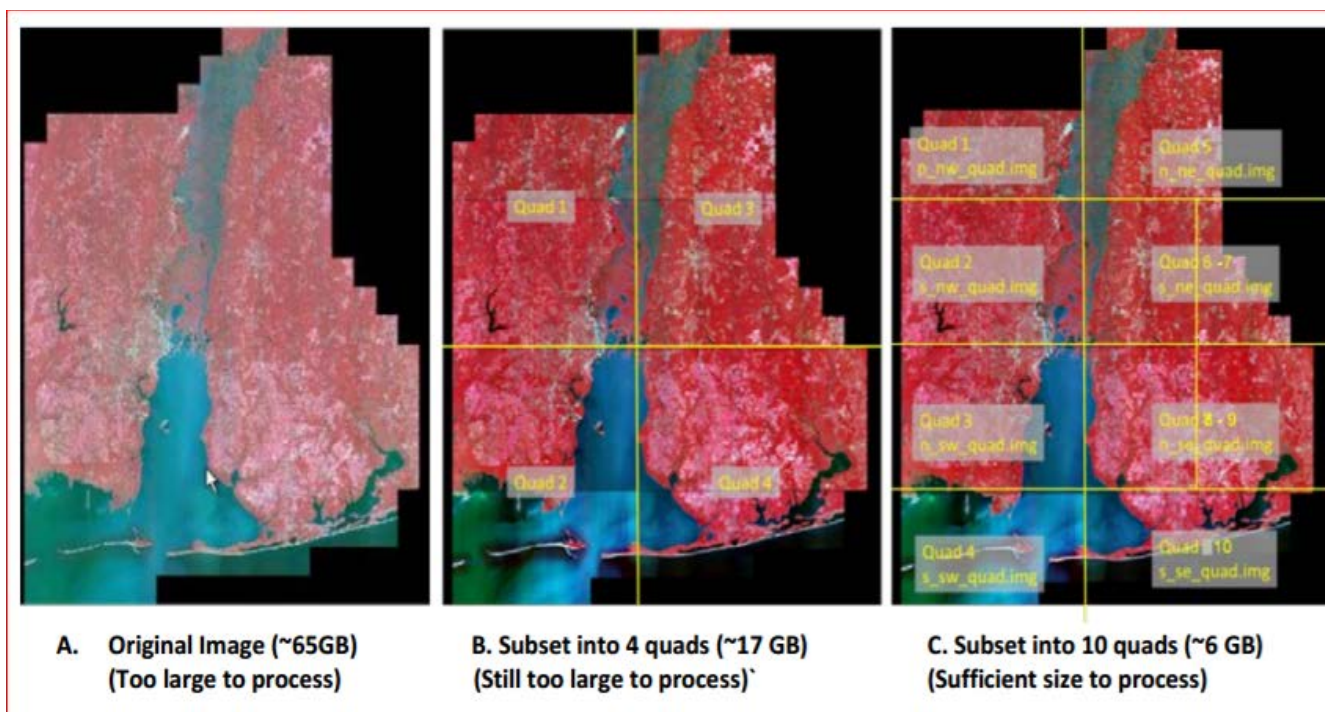 Quad 1
Quad 3
Quad 2
Quad 4
Quad 1
n_nw_quad.img
Quad 5
n_ne_quad.img
Quad 2
s_nw_quad.img
Quad 6 -7
s_ne_quad.img
Quad 3
n_sw_quad.img
Quad 8 - 9
n_se_quad.img
Quad 4
s_sw_quad.img
Quad 10
s_se_quad.img
A. Original Image (~65GB)
(Too large to process)
B. Subset into 4 quads (~17 GB)
(Still too large to process)`
C. Subset into 10 quads (~6 GB)
(Sufficient size to process)